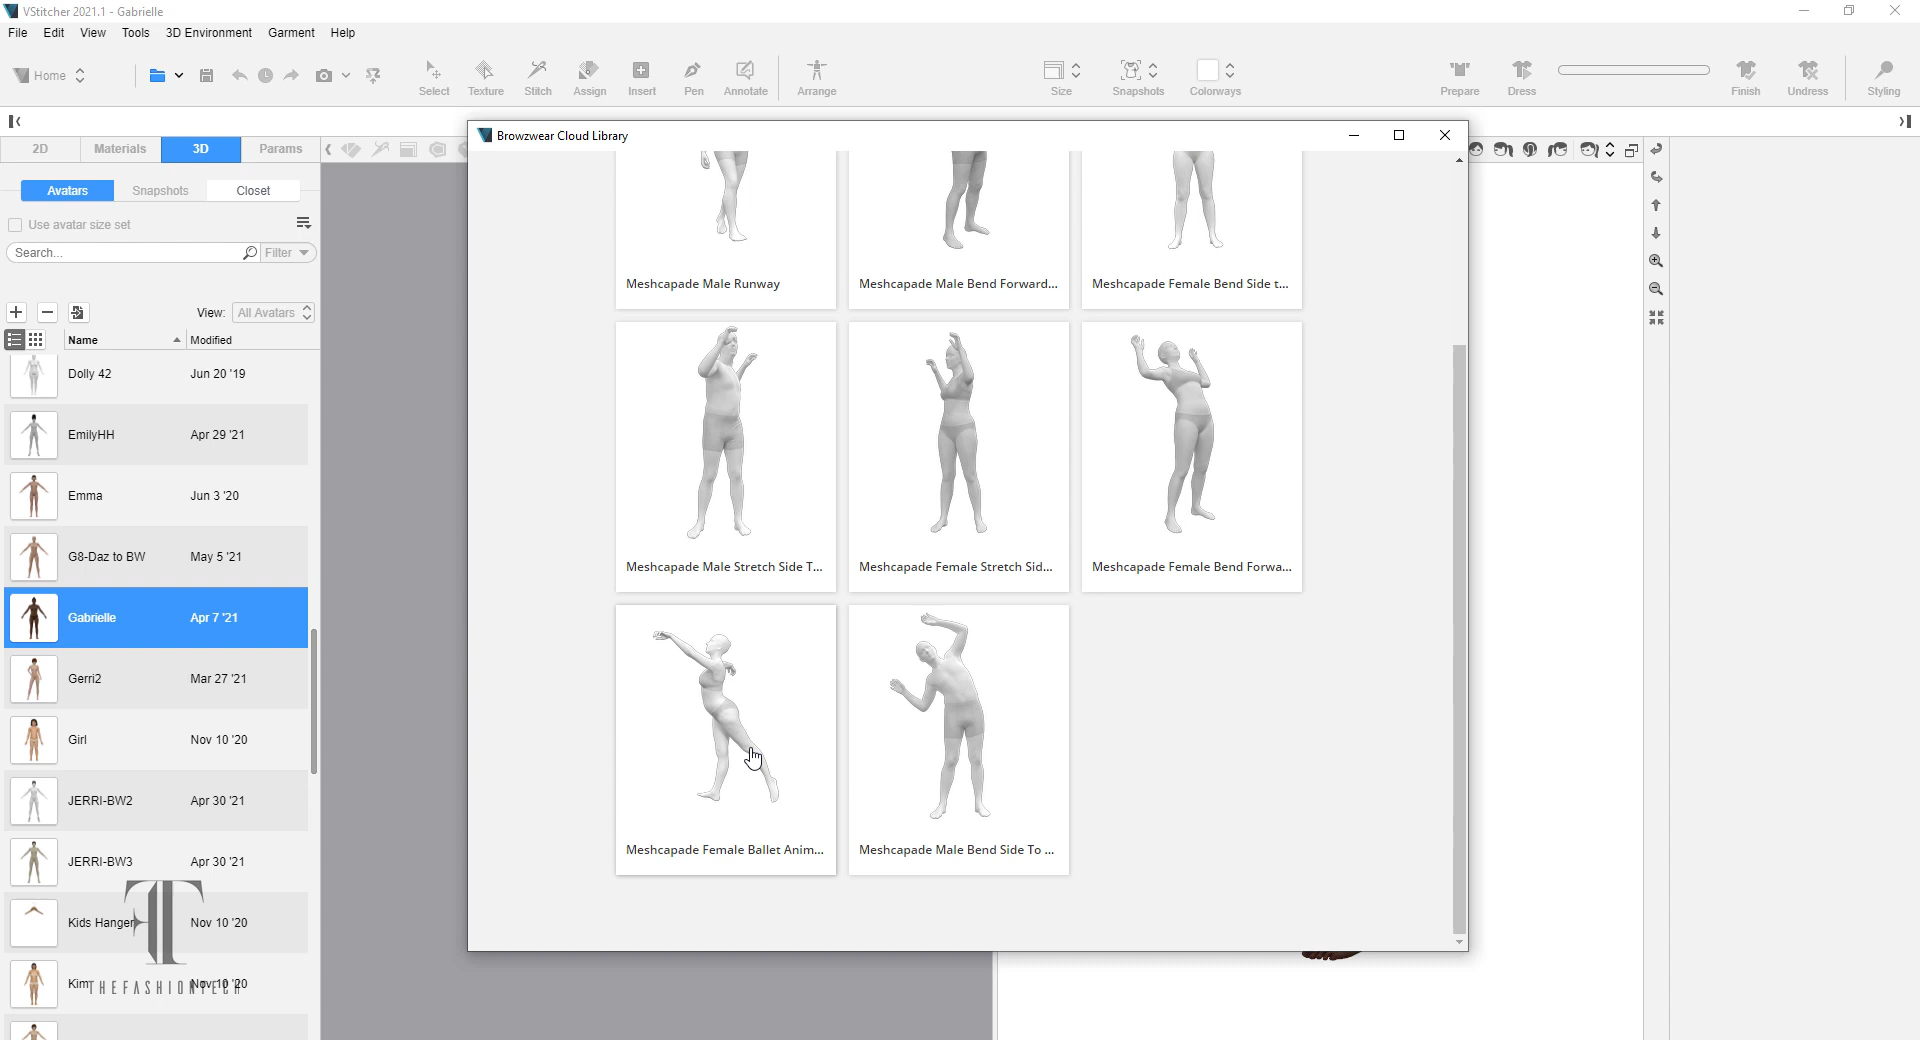 VStitcher 2021.1 - Gabrielle
File Edit View Tools 3D Environment Garment Help
Home
Select Texture Stitch Assign Insert Pen Annotate Arrange Size Snapshots Colorways Prepare Dress Finish Undress Styling
Browzwear Cloud Library
2D Materials 3D Params
Avatars Snapshots Closet
Use avatar size set
Search... Filter
View: All Avatars
Name Modified
Dolly 42 Jun 20 '19
EmilyHH Apr 29 '21
Emma Jun 3 '20
G8-Daz to BW May 5 '21
Gabrielle Apr 7 '21
Gerri2 Mar 27 '21
Girl Nov 10 '20
JERRI-BW2 Apr 30 '21
JERRI-BW3 Apr 30 '21
Kids Hanger Nov 10 '20
Kim Nov 10 '20
THEFASHIONTECH
Meshcapade Male Runway
Meshcapade Male Bend Forward...
Meshcapade Female Bend Side t...
Meshcapade Male Stretch Side T...
Meshcapade Female Stretch Sid...
Meshcapade Female Bend Forwa...
Meshcapade Female Ballet Anim...
Meshcapade Male Bend Side To ...